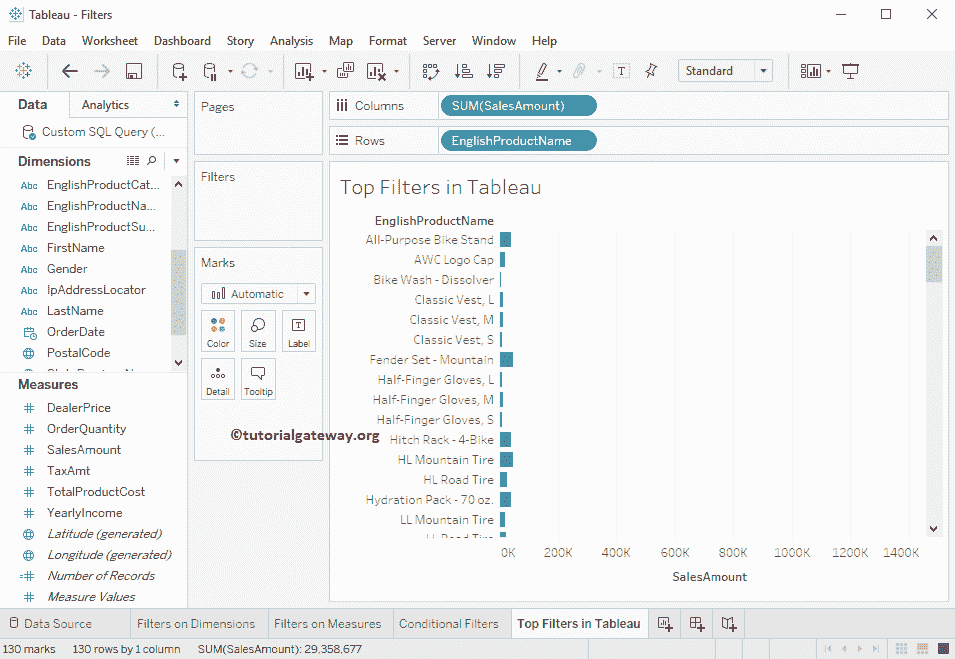 Tableau - Filters
File Data Worksheet Dashboard Story Analysis Map Format Server Window Help
Standard
Data Analytics
Custom SQL Query (...
Dimensions
Abc EnglishProductCat...
Abc EnglishProductNa...
Abc EnglishProductSu...
Abc FirstName
Abc Gender
Abc IpAddressLocator
Abc LastName
OrderDate
PostalCode
Measures
DealerPrice
OrderQuantity
SalesAmount
TaxAmt
TotalProductCost
YearlyIncome
Latitude (generated)
Longitude (generated)
Number of Records
Measure Values
Pages
Filters
Marks
Automatic
Color Size Label
Detail Tooltip
©tutorialgateway.org
Columns SUM(SalesAmount)
Rows EnglishProductName
Top Filters in Tableau
EnglishProductName
All-Purpose Bike Stand
AWC Logo Cap
Bike Wash - Dissolver
Classic Vest, L
Classic Vest, M
Classic Vest, S
Fender Set - Mountain
Half-Finger Gloves, L
Half-Finger Gloves, M
Half-Finger Gloves, S
Hitch Rack - 4-Bike
HL Mountain Tire
HL Road Tire
Hydration Pack - 70 oz.
LL Mountain Tire
0K 200K 400K 600K 800K 1000K 1200K 1400K
SalesAmount
Data Source Filters on Dimensions Filters on Measures Conditional Filters Top Filters in Tableau
130 marks 130 rows by 1 column SUM(SalesAmount): 29,358,677